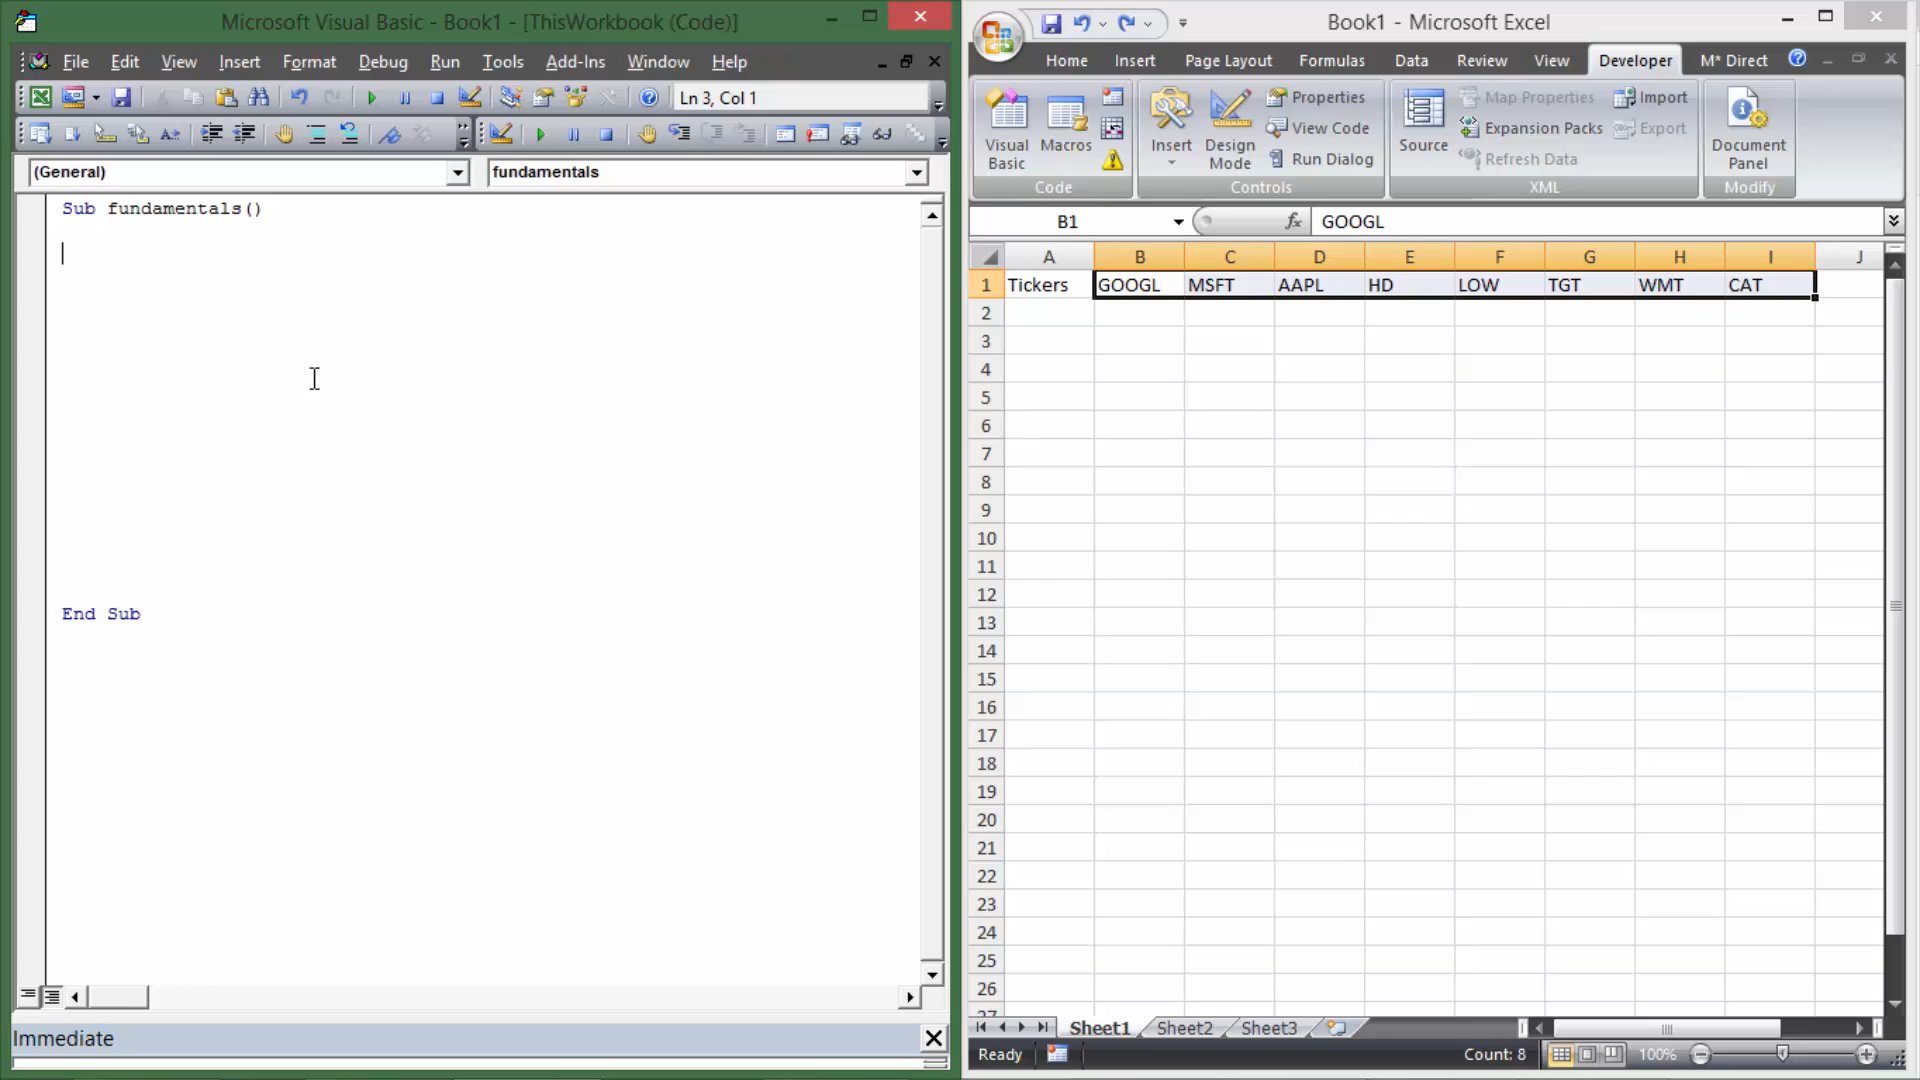 Microsoft Visual Basic - Book1 - [ThisWorkbook (Code)]
File Edit View Insert Format Debug Run Tools Add-Ins Window Help
Ln 3, Col 1
(General)
fundamentals
Sub fundamentals()
End Sub
Immediate
Book1 - Microsoft Excel
Home Insert Page Layout Formulas Data Review View Developer M* Direct
Visual Basic
Macros
Code
Insert
Design Mode
Properties
View Code
Run Dialog
Controls
Source
Map Properties
Expansion Packs
Refresh Data
Import
Export
XML
Document Panel
Modify
B1
fx
GOOGL
A B C D E F G H I J
1 Tickers GOOGL MSFT AAPL HD LOW TGT WMT CAT
2
3
4
5
6
7
8
9
10
11
12
13
14
15
16
17
18
19
20
21
22
23
24
25
26
27
Sheet1 Sheet2 Sheet3
Ready
Count: 8
100%